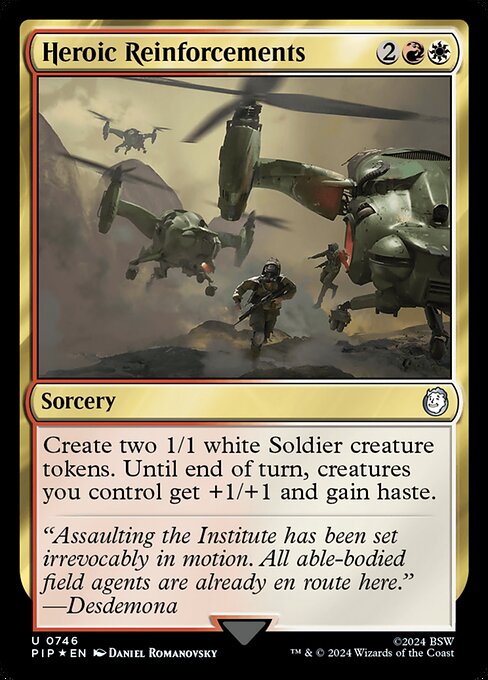 Heroic Reinforcements 2
Sorcery
Create two 1/1 white Soldier creature
tokens. Until end of turn, creatures
you control get +1/+1 and gain haste.
“Assaulting the Institute has been set
irrevocably in motion. All able-bodied
field agents are already en route here.”
—Desdemona
U 0746
PIP★EN Daniel Romanovsky
©2024 BSW
™ & © 2024 Wizards of the Coast